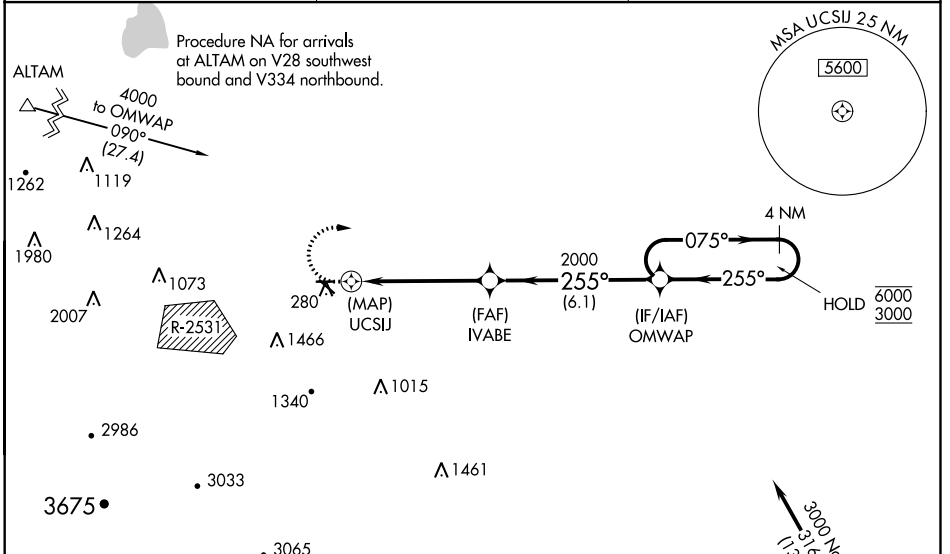 Procedure NA for arrivals
at ALTAM on V28 southwest
bound and V334 northbound.
MSA UCSIJ 25 NM
5600
ALTAM
4000
to OMWAP
090°
(27.4)
1262
1119
1264
1980
1073
2007
R-2531
280
(MAP)
UCSIJ
1466
(FAF)
IVABE
2000
255°
(6.1)
(IF/IAF)
OMWAP
075°
255°
4 NM
HOLD
6000
3000
1340
1015
2986
1461
3033
3675
3065
3000